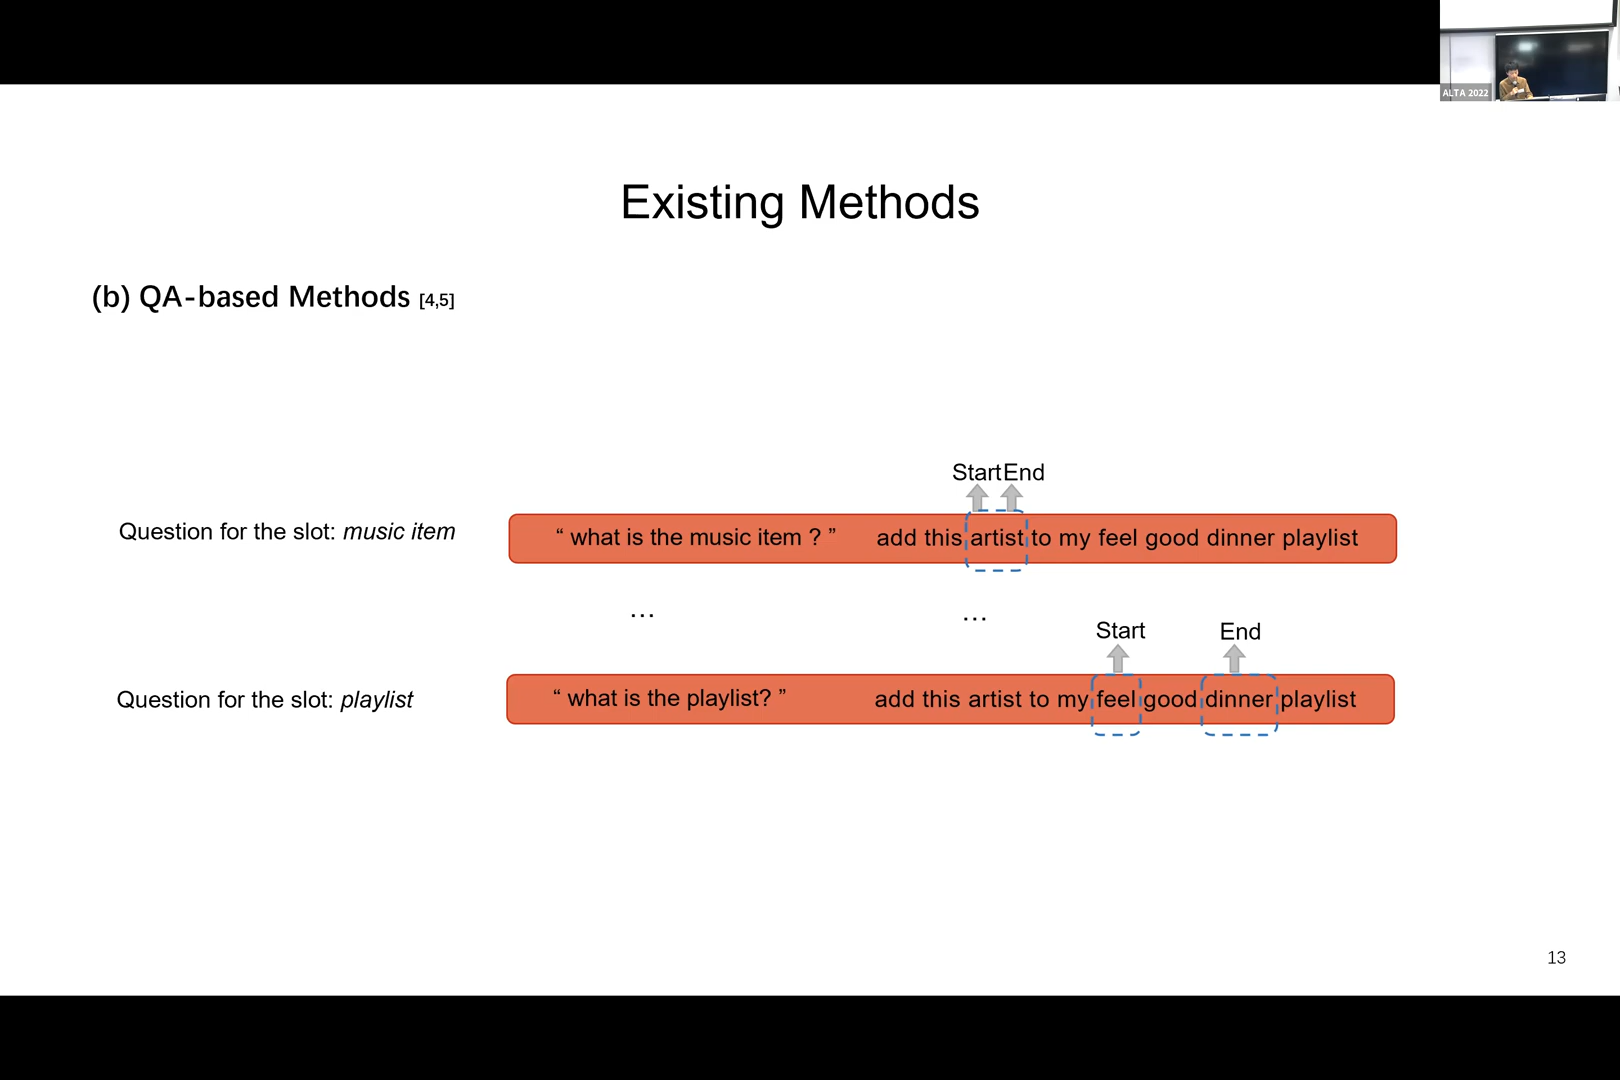 ALTA 2022
Existing Methods
(b) QA-based Methods [4,5]
StartEnd
Question for the slot: music item
“ what is the music item ? ” add this artist to my feel good dinner playlist
... ...
Start End
Question for the slot: playlist
“ what is the playlist? ” add this artist to my feel good dinner playlist
13